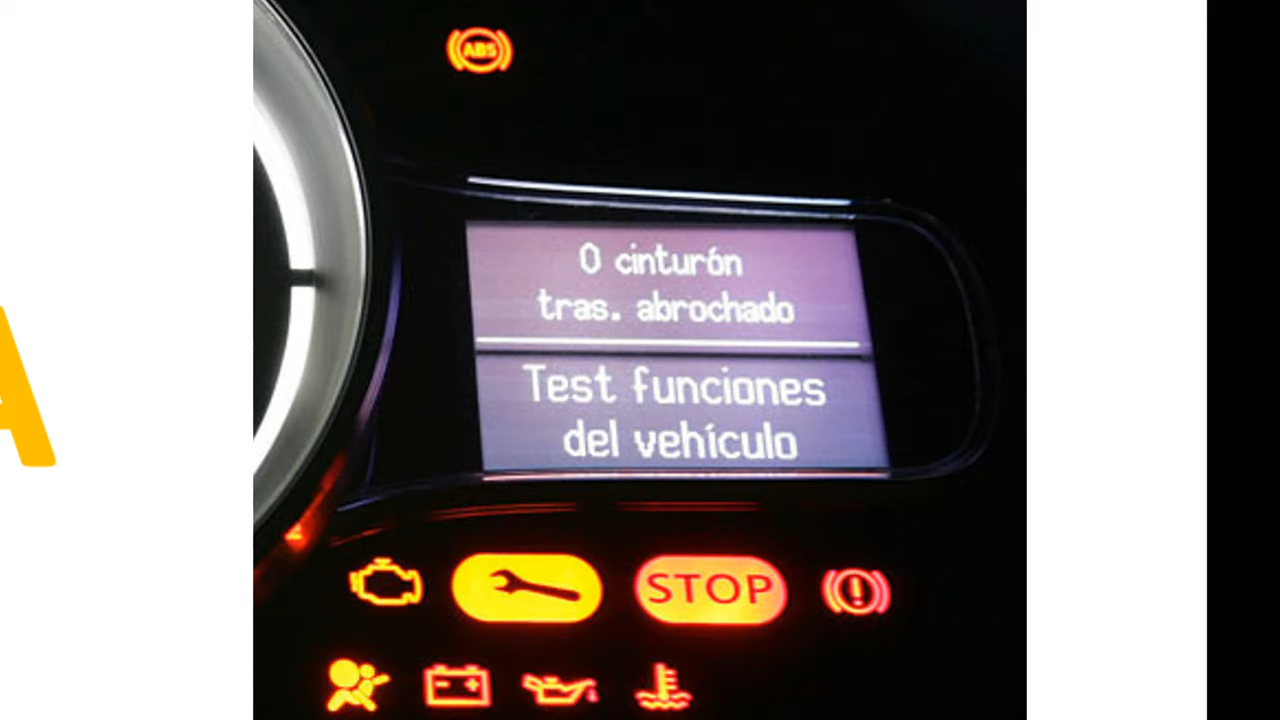 ABS
0 cinturón
tras. abrochado
Test funciones
del vehículo
STOP
A